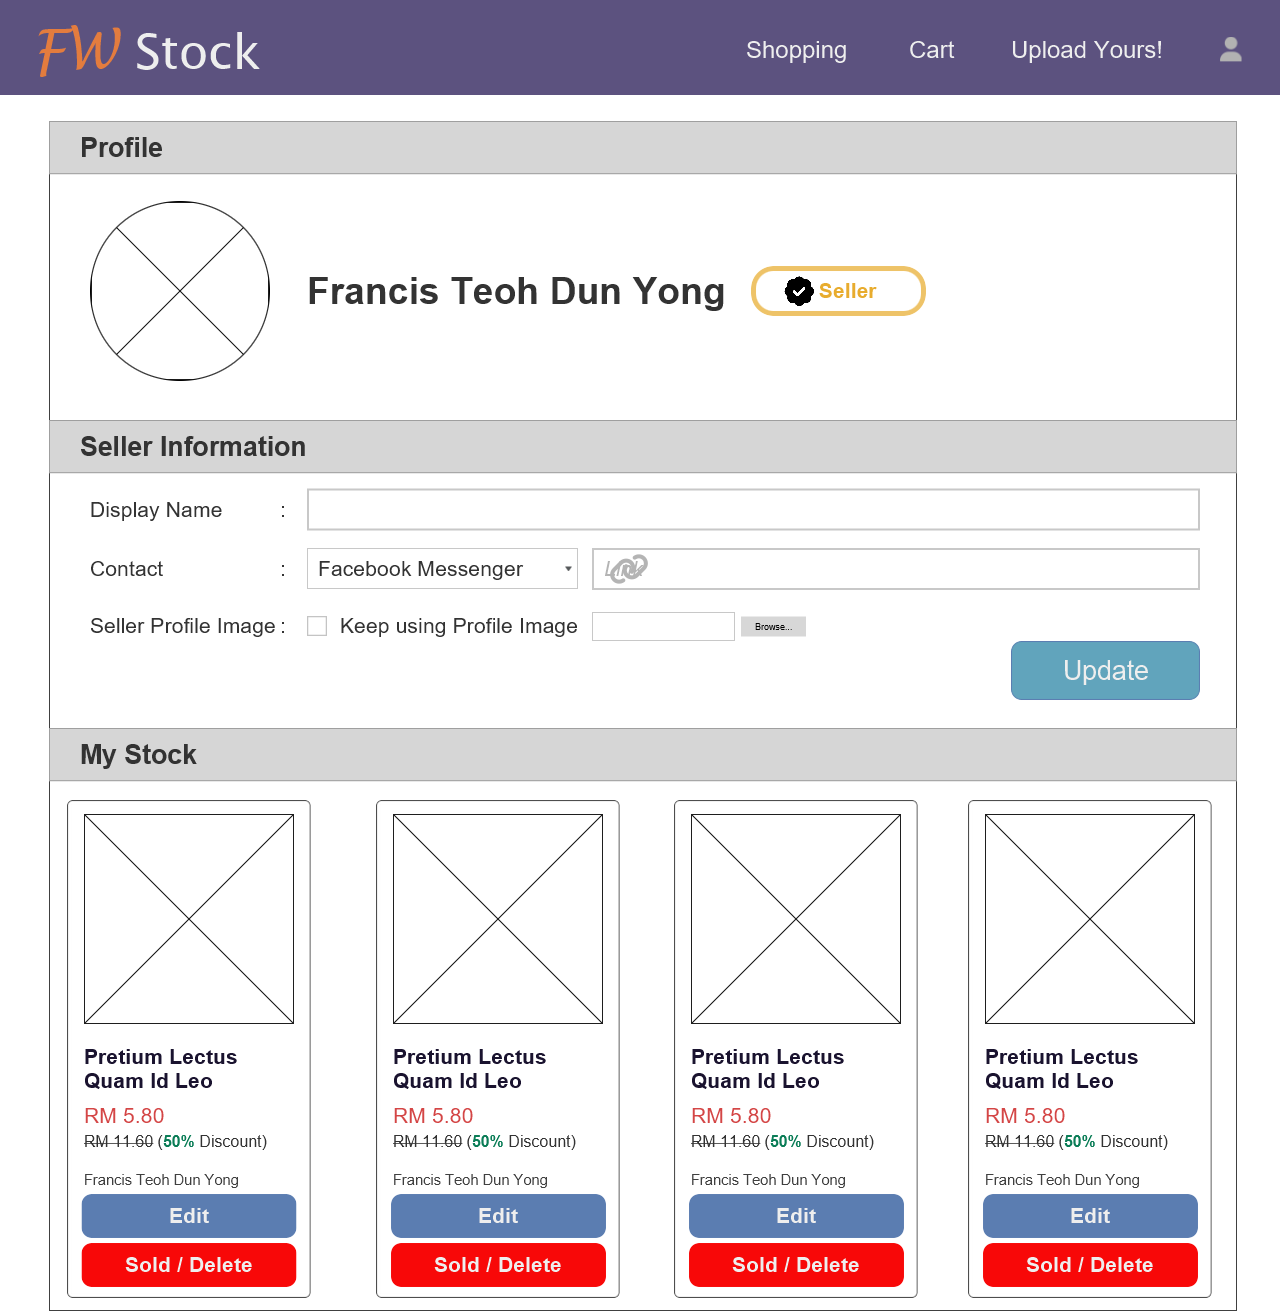 FW Stock
Shopping Cart Upload Yours!
Profile
Francis Teoh Dun Yong Seller
Seller Information
Display Name :
Contact : Facebook Messenger Link
Seller Profile Image : Keep using Profile Image Browse...
Update
My Stock
Pretium Lectus
Quam Id Leo
RM 5.80
RM 11.60 (50% Discount)
Francis Teoh Dun Yong
Edit
Sold / Delete
Pretium Lectus
Quam Id Leo
RM 5.80
RM 11.60 (50% Discount)
Francis Teoh Dun Yong
Edit
Sold / Delete
Pretium Lectus
Quam Id Leo
RM 5.80
RM 11.60 (50% Discount)
Francis Teoh Dun Yong
Edit
Sold / Delete
Pretium Lectus
Quam Id Leo
RM 5.80
RM 11.60 (50% Discount)
Francis Teoh Dun Yong
Edit
Sold / Delete